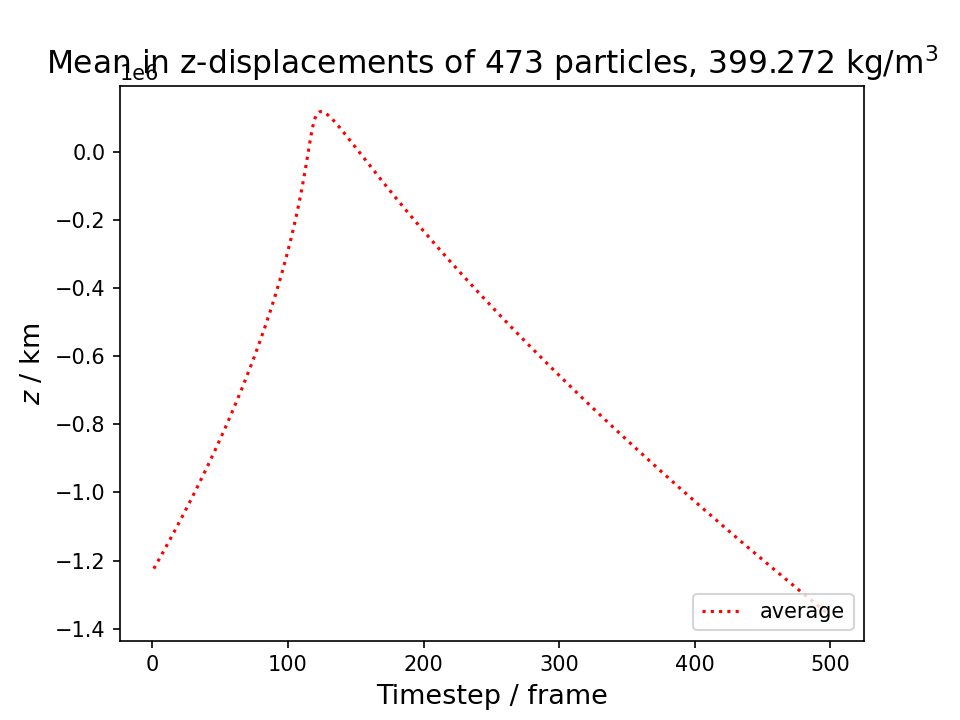 Mean in z-displacements of 473 particles, 399.272 kg/m³
1e6
0.0
−0.2
−0.4
−0.6
−0.8
−1.0
−1.2
−1.4
z / km
average
0 100 200 300 400 500
Timestep / frame